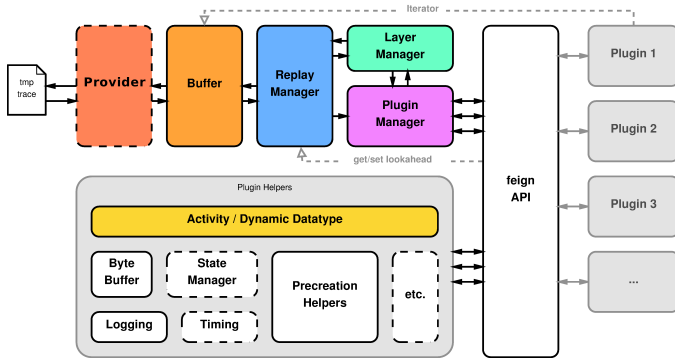 Iterator
tmp
trace
Provider
Buffer
Replay
Manager
Layer
Manager
Plugin
Manager
get/set lookahead
feign
API
Plugin 1
Plugin 2
Plugin 3
...
Plugin Helpers
Activity / Dynamic Datatype
Byte
Buffer
State
Manager
Precreation
Helpers
etc.
Logging
Timing